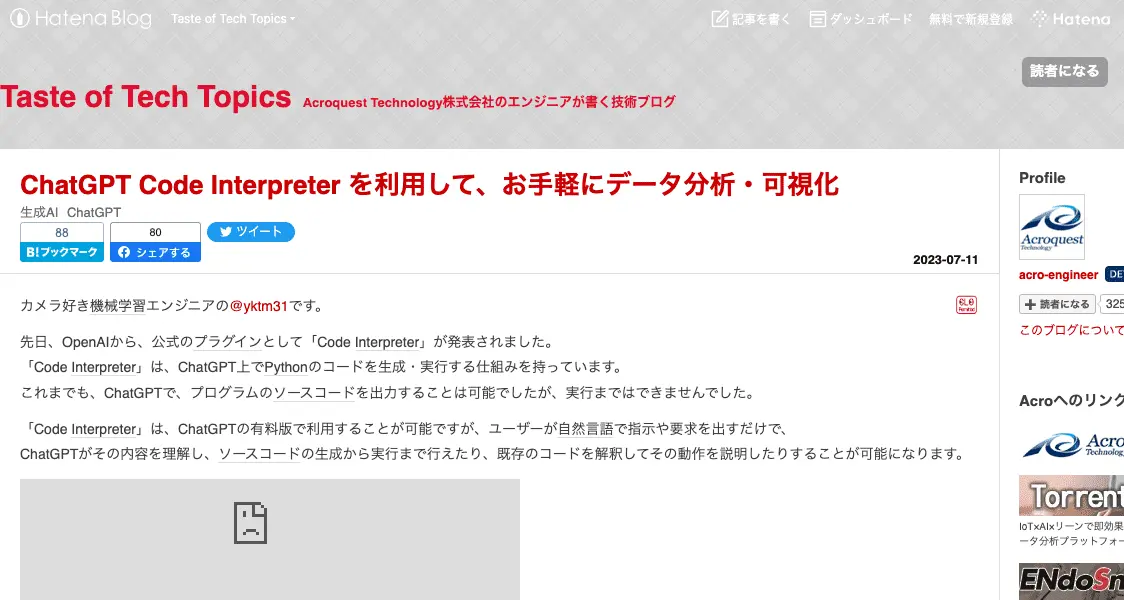 Hatena Blog
Taste of Tech Topics
記事を書く
ダッシュボード
無料で新規登録
Hatena
読者になる
Taste of Tech Topics
Acroquest Technology株式会社のエンジニアが書く技術ブログ
ChatGPT Code Interpreter を利用して、お手軽にデータ分析・可視化
生成AI ChatGPT
88
B!ブックマーク
80
シェアする
ツイート
2023-07-11
カメラ好き機械学習エンジニアの@yktm31です。
先日、OpenAIから、公式のプラグインとして「Code Interpreter」が発表されました。
「Code Interpreter」は、ChatGPT上でPythonのコードを生成・実行する仕組みを持っています。
これまでも、ChatGPTで、プログラムのソースコードを出力することは可能でしたが、実行まではできませんでした。
「Code Interpreter」は、ChatGPTの有料版で利用することが可能ですが、ユーザーが自然言語で指示や要求を出すだけで、
ChatGPTがその内容を理解し、ソースコードの生成から実行まで行えたり、既存のコードを解釈してその動作を説明したりすることが可能になります。
Profile
Acroquest
Technology
acro-engineer
DE
読者になる
325
このブログについて
Acroへのリンク
Acro
Technology
Torrent
IoT×AI×リーンで即効果
ータ分析プラットフォー
ENdoSn